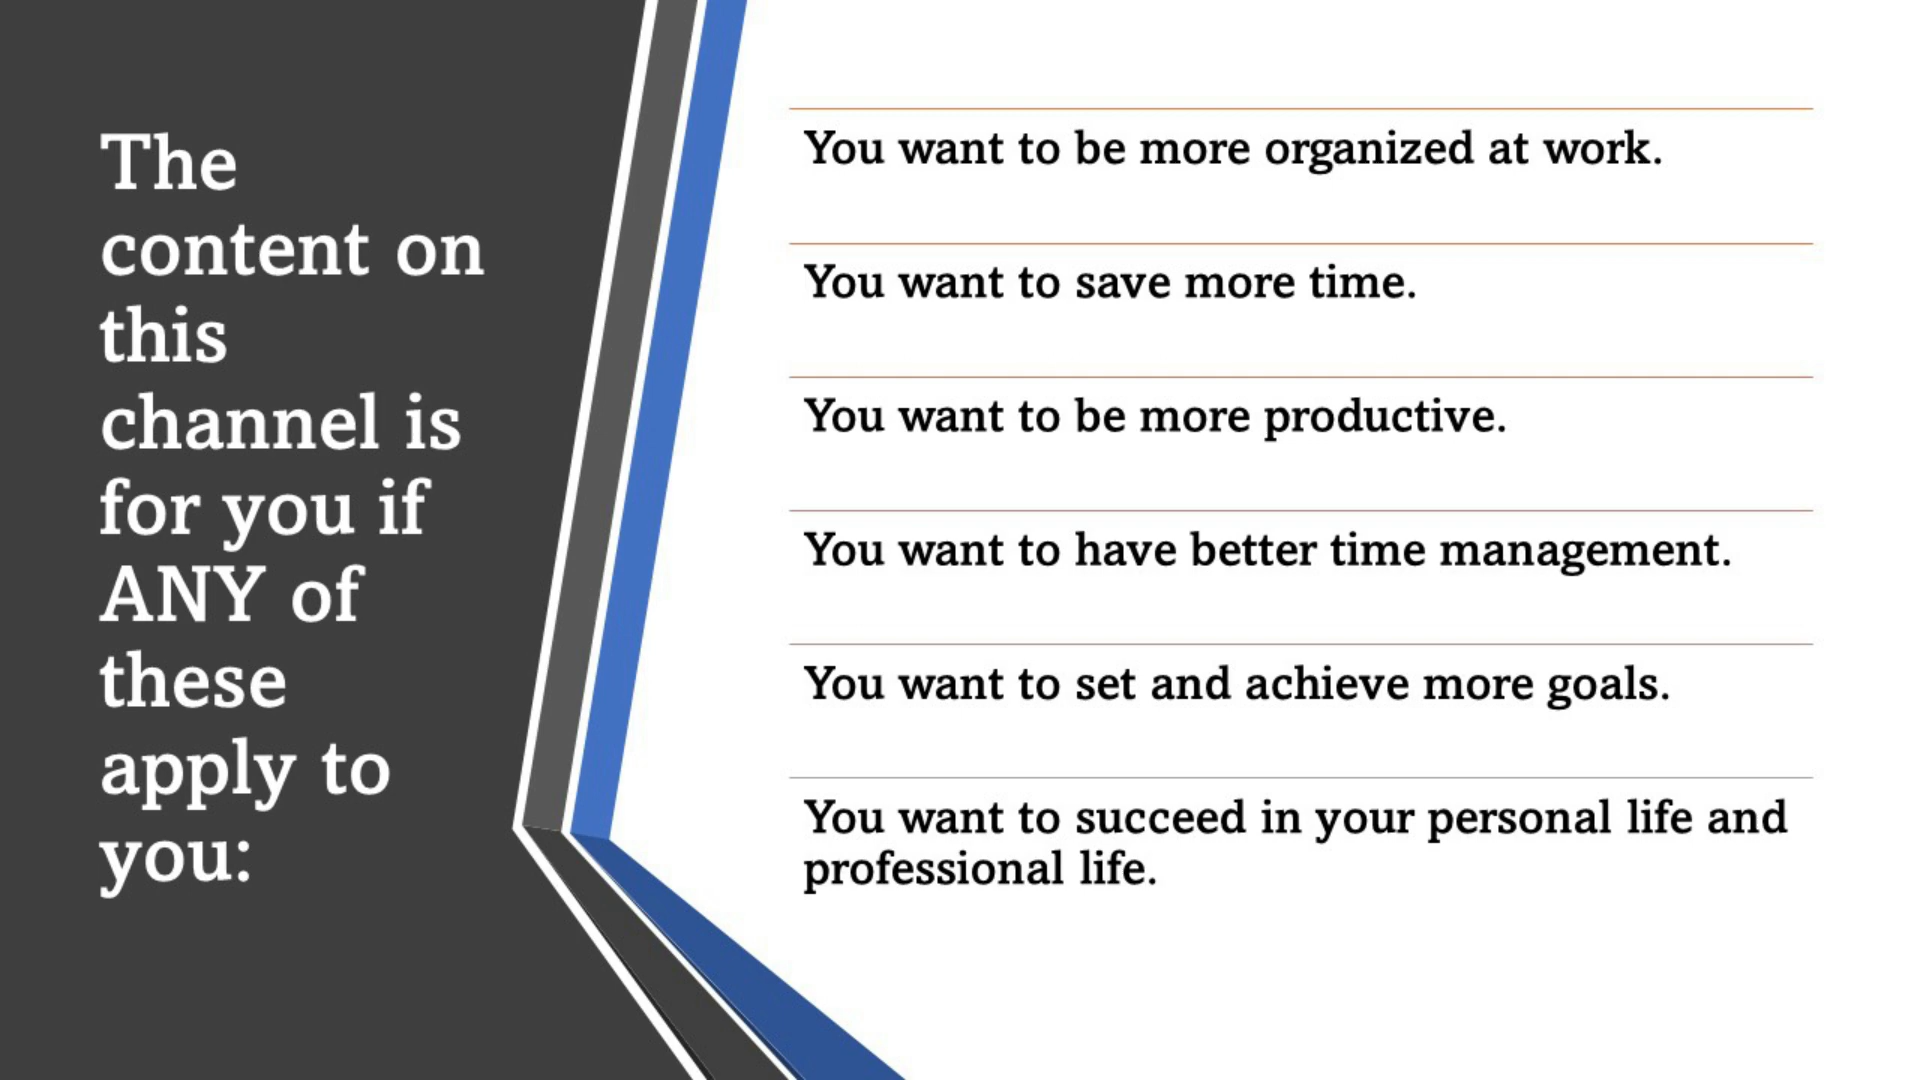 The
content on
this
channel is
for you if
ANY of
these
apply to
you:
You want to be more organized at work.
You want to save more time.
You want to be more productive.
You want to have better time management.
You want to set and achieve more goals.
You want to succeed in your personal life and
professional life.